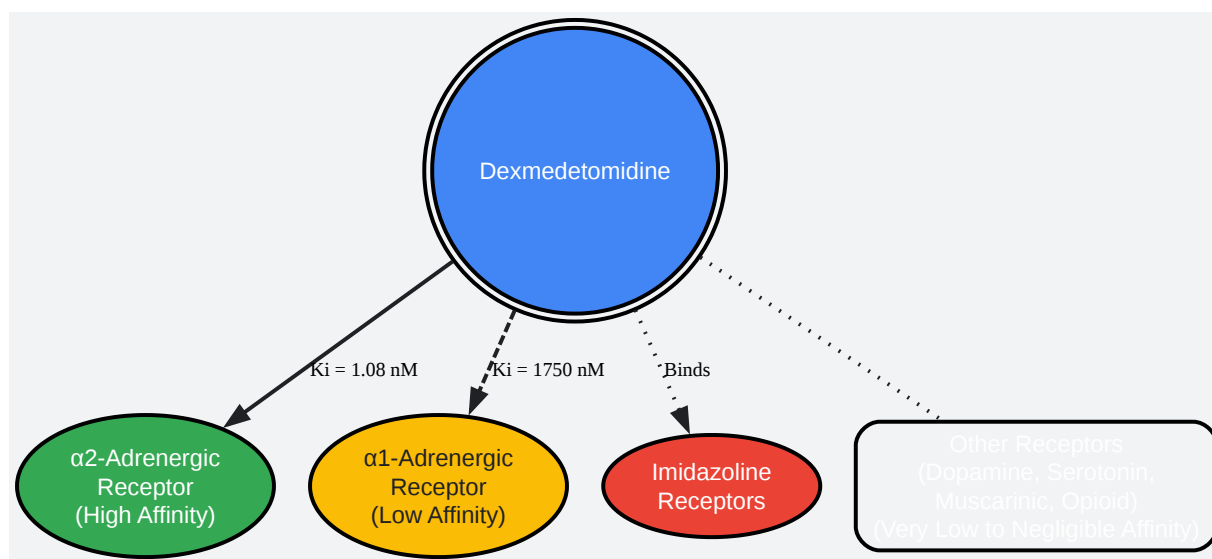 Dexmedetomidine
Ki = 1.08 nM
Ki = 1750 nM
Binds
α2-Adrenergic
Receptor
(High Affinity)
α1-Adrenergic
Receptor
(Low Affinity)
Imidazoline
Receptors
Other Receptors
(Dopamine, Serotonin,
Muscarinic, Opioid)
(Very Low to Negligible Affinity)